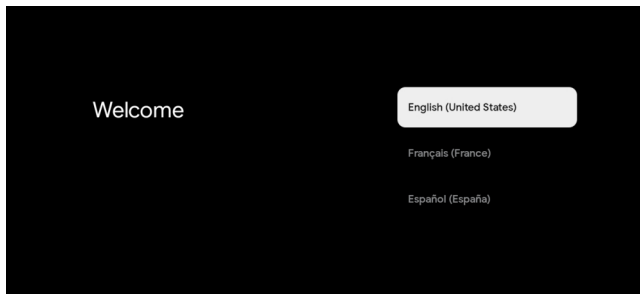 Welcome
English (United States)
Français (France)
Español (España)